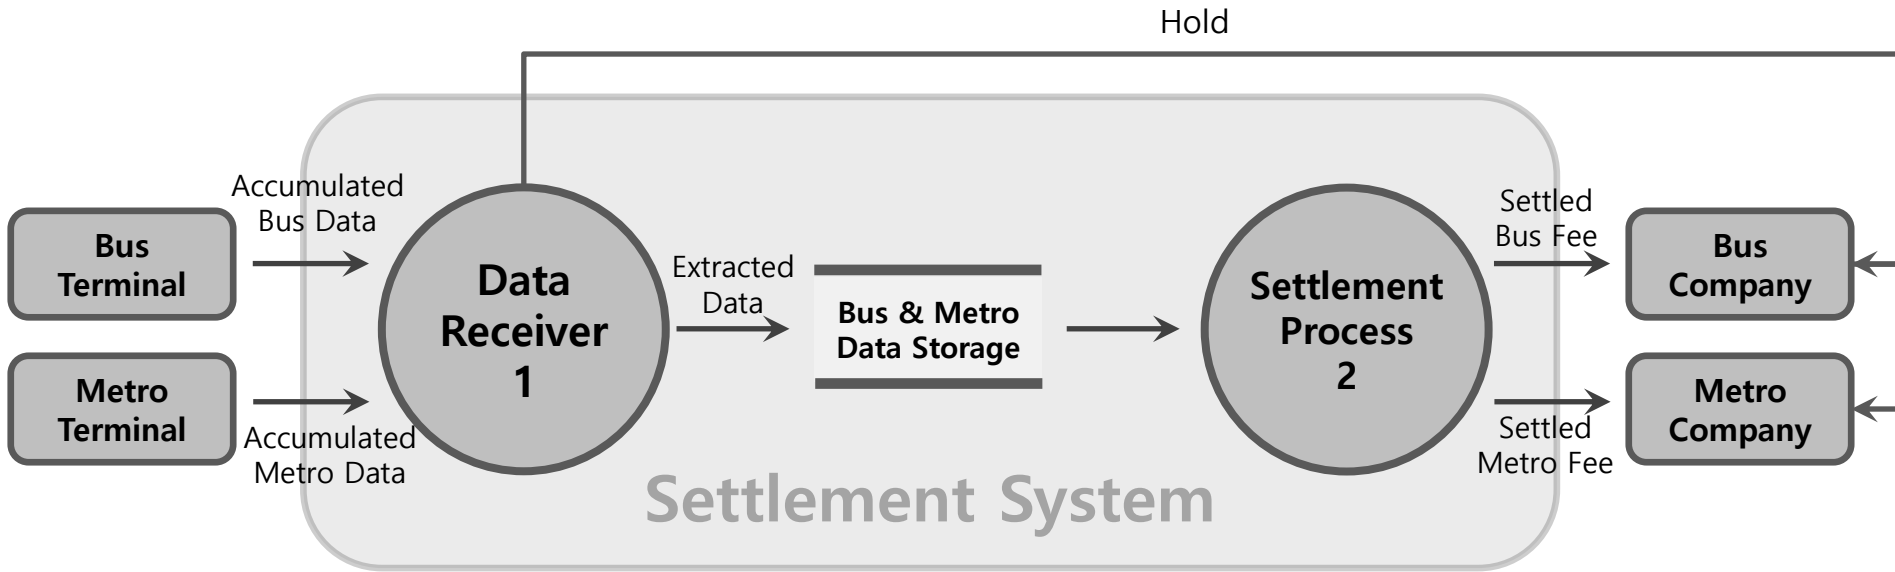 Hold
Accumulated
Bus Data
Bus
Terminal
Metro
Terminal
Accumulated
Metro Data
Data
Receiver
1
Extracted
Data
Bus & Metro
Data Storage
Settlement
Process
2
Settled
Bus Fee
Settled
Metro Fee
Bus
Company
Metro
Company
Settlement System